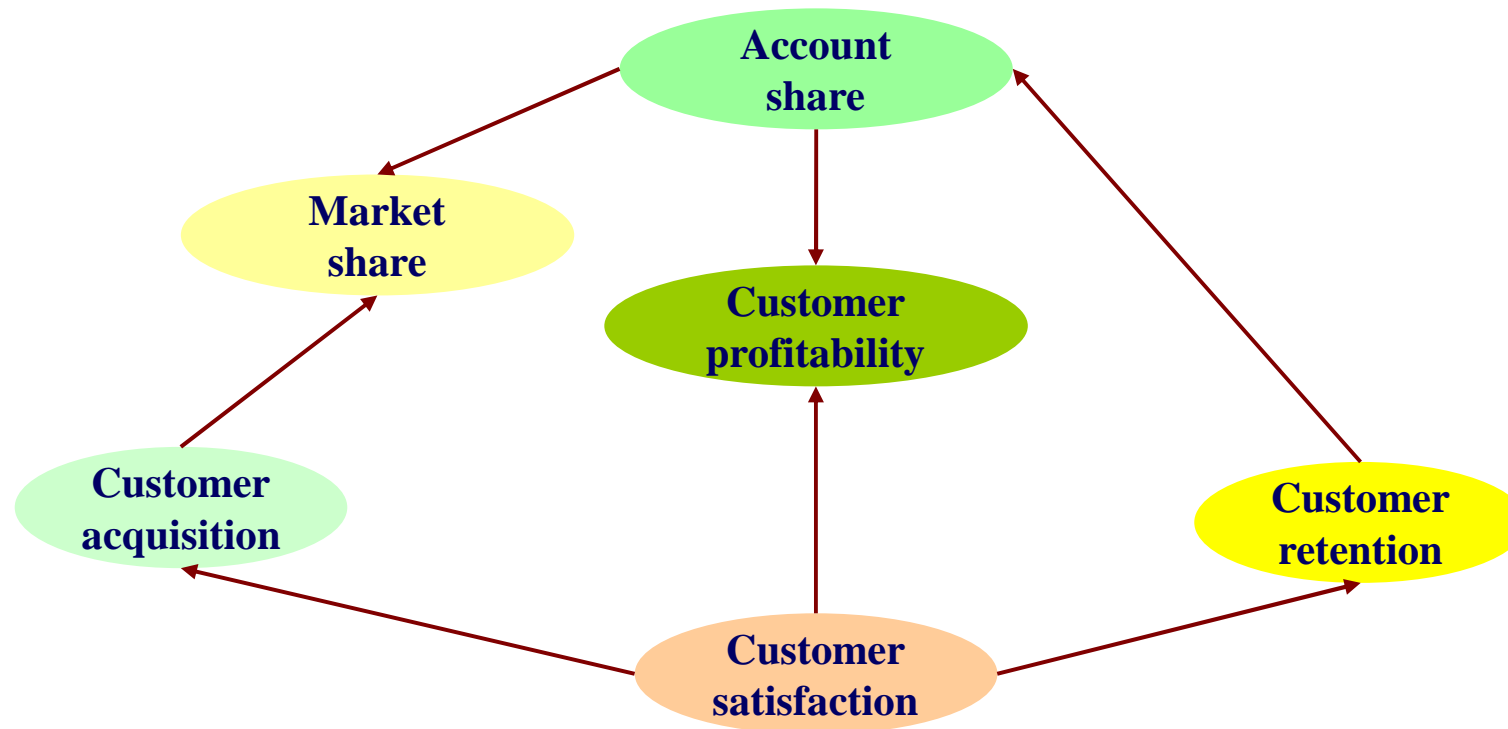 Account
share
Market
share
Customer
profitability
Customer
acquisition
Customer
retention
Customer
satisfaction